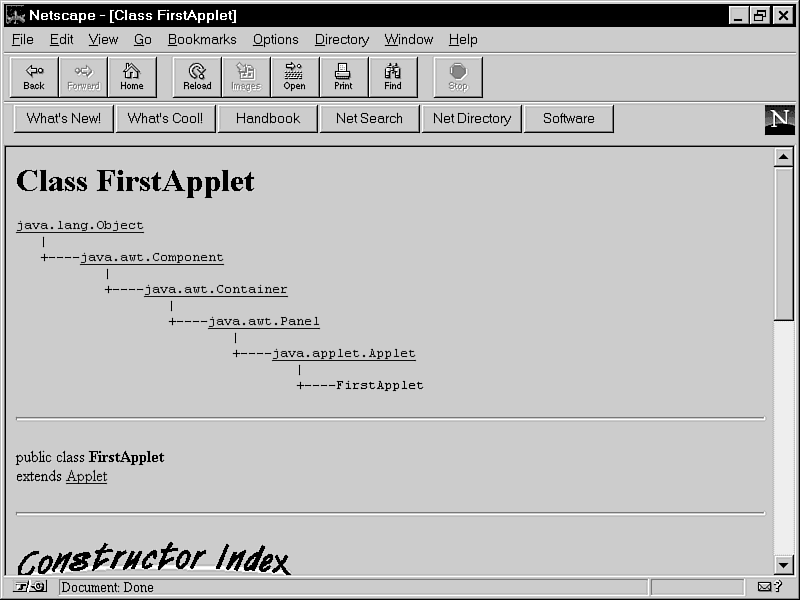 Netscape - [Class FirstApplet]
File Edit View Go Bookmarks Options Directory Window Help
Back Forward Home Reload Images Open Print Find Stop
What's New! What's Cool! Handbook Net Search Net Directory Software
N
Class FirstApplet
java.lang.Object
|
+----java.awt.Component
|
+----java.awt.Container
|
+----java.awt.Panel
|
+----java.applet.Applet
|
+----FirstApplet
public class FirstApplet
extends Applet
Constructor Index
Document: Done
?